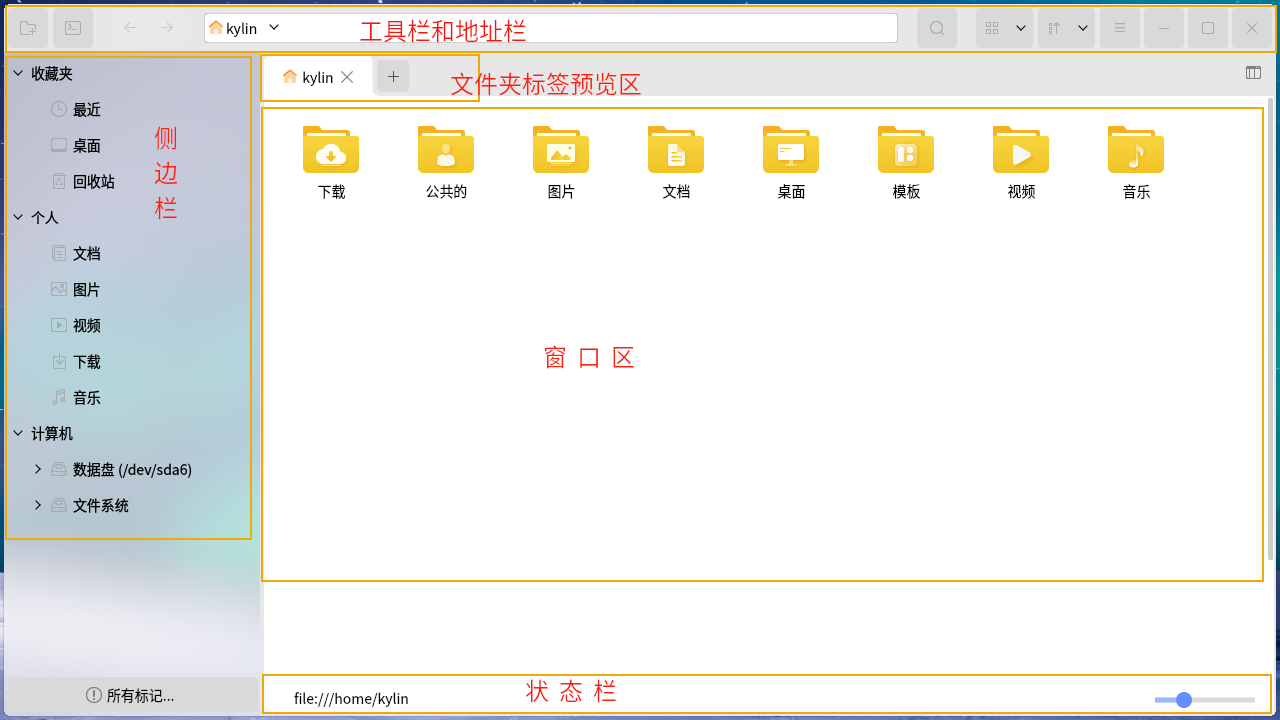 kylin
工具栏和地址栏
收藏夹
最近
桌面
回收站
个人
文档
图片
视频
下载
音乐
计算机
数据盘 (/dev/sda6)
文件系统
所有标记...
侧
边
栏
kylin
文件夹标签预览区
下载
公共的
图片
文档
桌面
模板
视频
音乐
窗口区
状态栏
file:///home/kylin